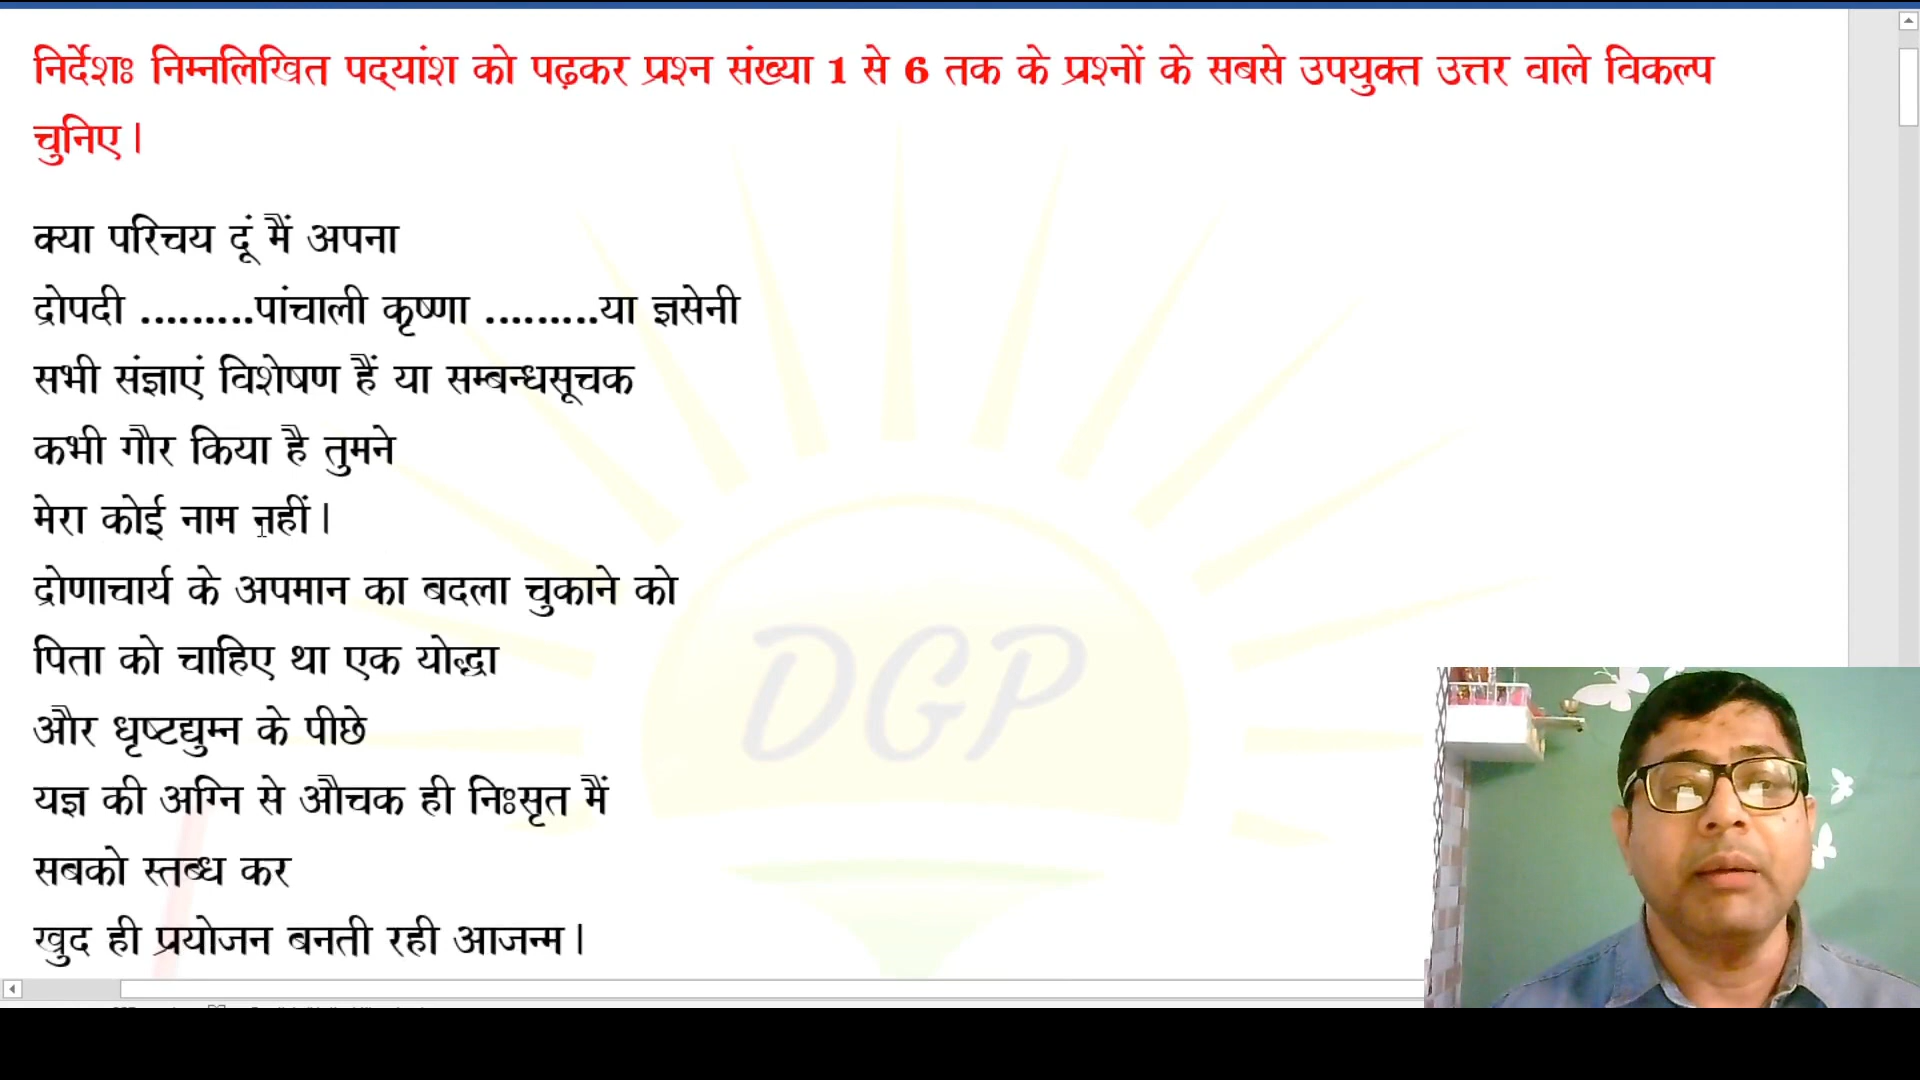 निर्देशः निम्नलिखित पद्यांश को पढ़कर प्रश्न संख्या 1 से 6 तक के प्रश्नों के सबसे उपयुक्त उत्तर वाले विकल्प
चुनिए।
क्या परिचय दूं मैं अपना
द्रोपदी .........पांचाली कृष्णा .........या ज्ञसेनी
सभी संज्ञाएं विशेषण हैं या सम्बन्धसूचक
कभी गौर किया है तुमने
मेरा कोई नाम नहीं।
द्रोणाचार्य के अपमान का बदला चुकाने को
पिता को चाहिए था एक योद्धा
और धृष्टद्युम्न के पीछे
यज्ञ की अग्नि से औचक ही निःसृत मैं
सबको स्तब्ध कर
खुद ही प्रयोजन बनती रही आजन्म।
DGP